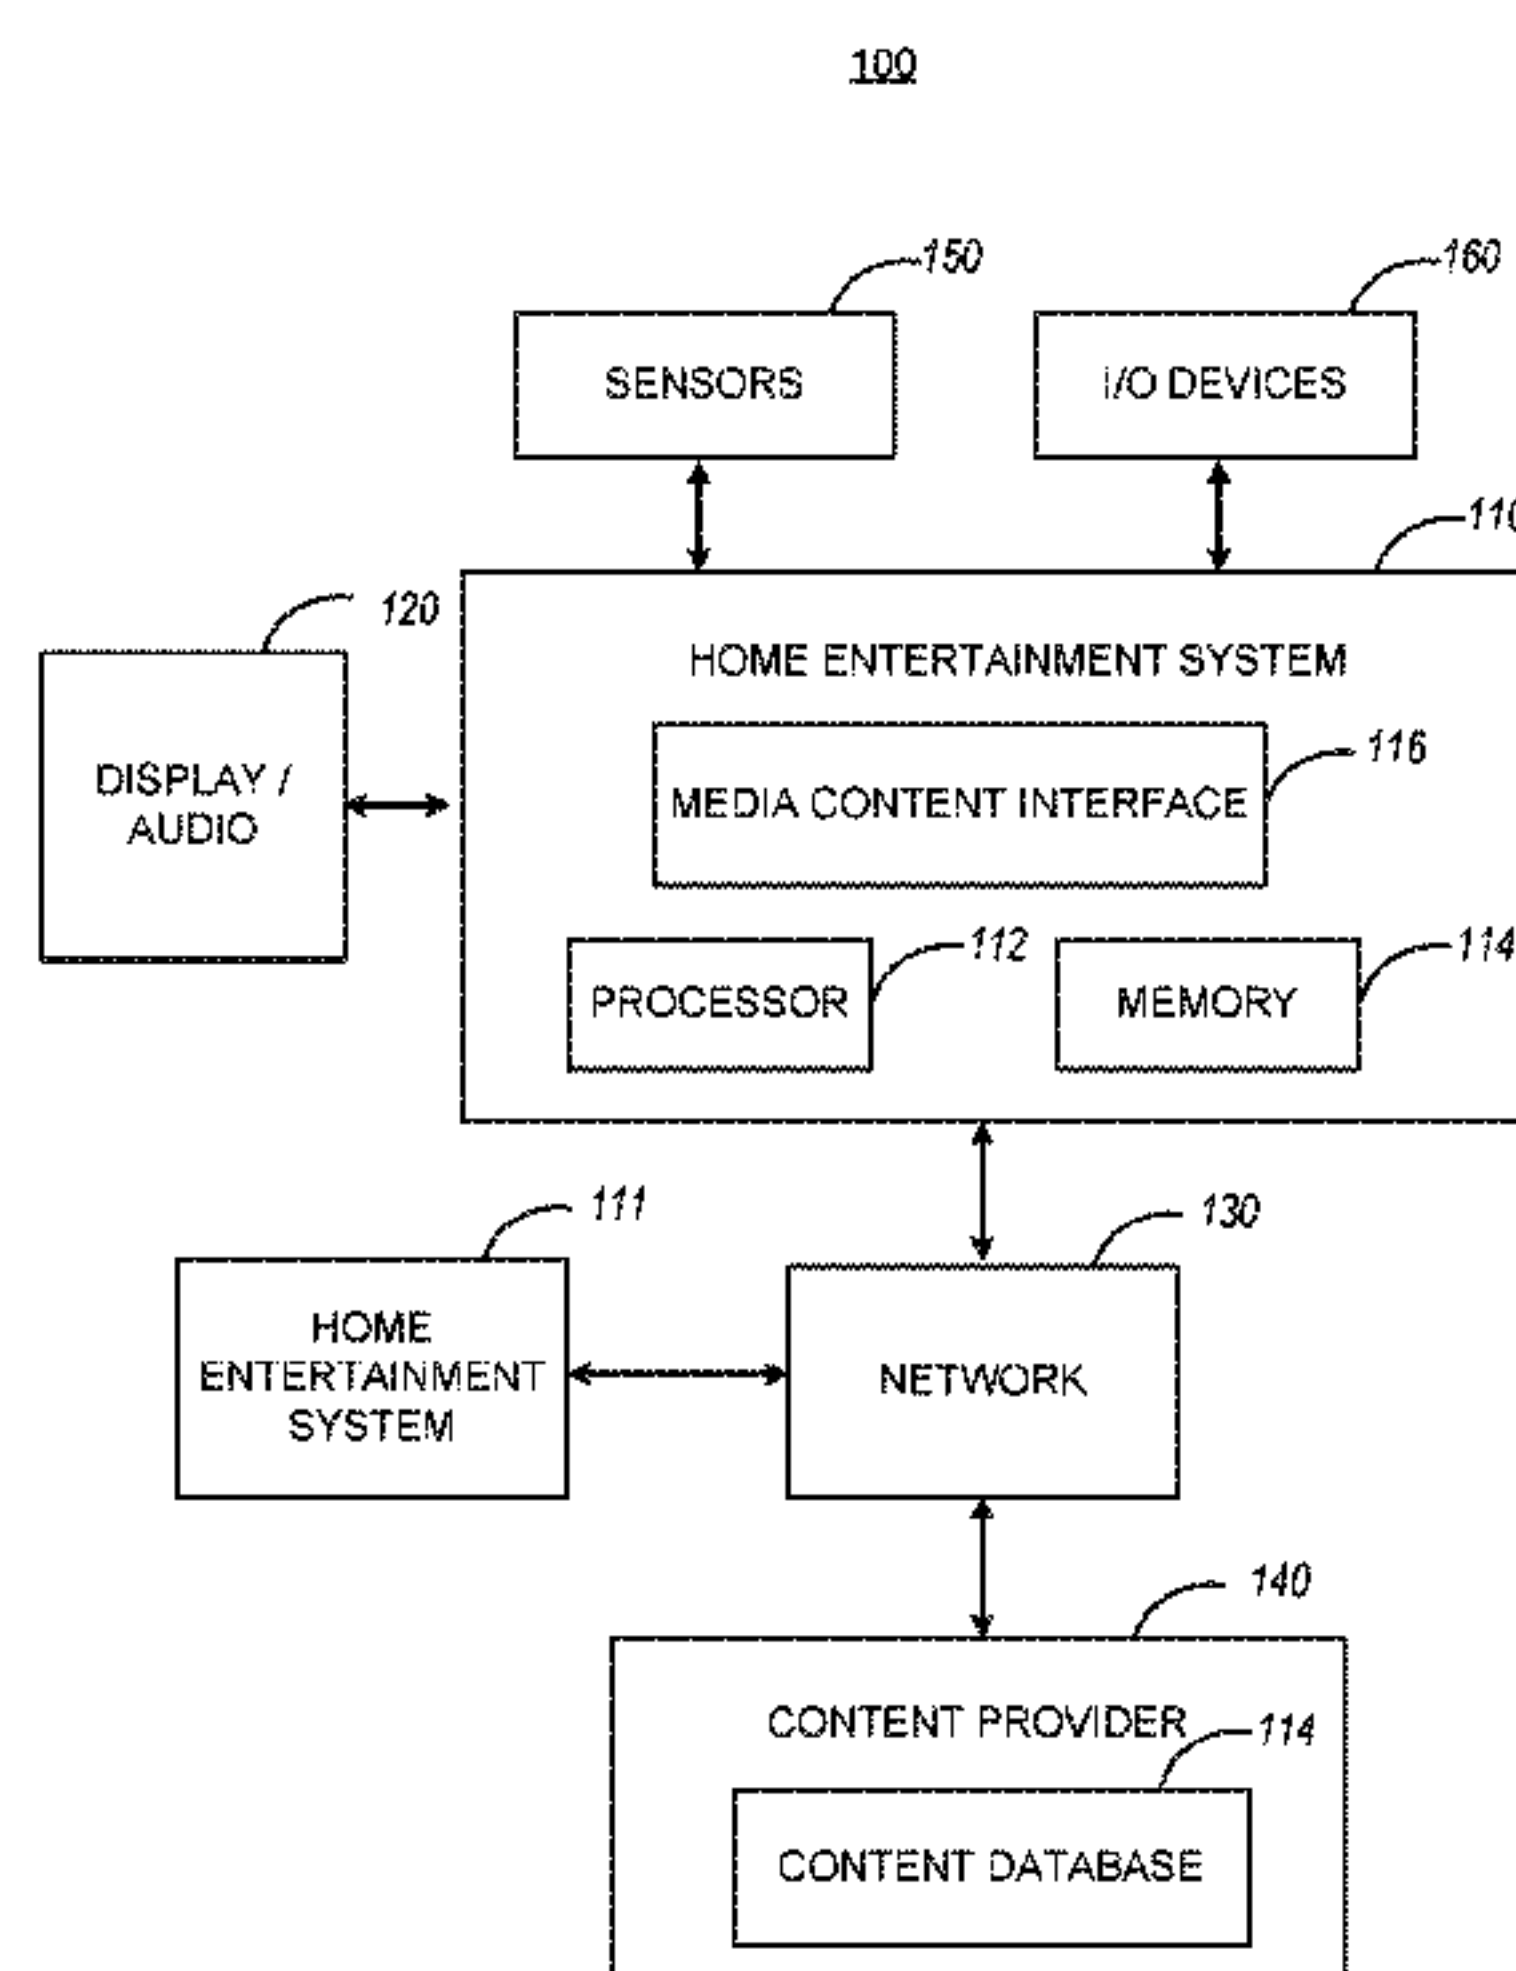 100
150
160
SENSORS
I/O DEVICES
110
120
HOME ENTERTAINMENT SYSTEM
116
DISPLAY /
AUDIO
MEDIA CONTENT INTERFACE
112
114
PROCESSOR
MEMORY
111
130
HOME
ENTERTAINMENT
SYSTEM
NETWORK
140
CONTENT PROVIDER
114
CONTENT DATABASE